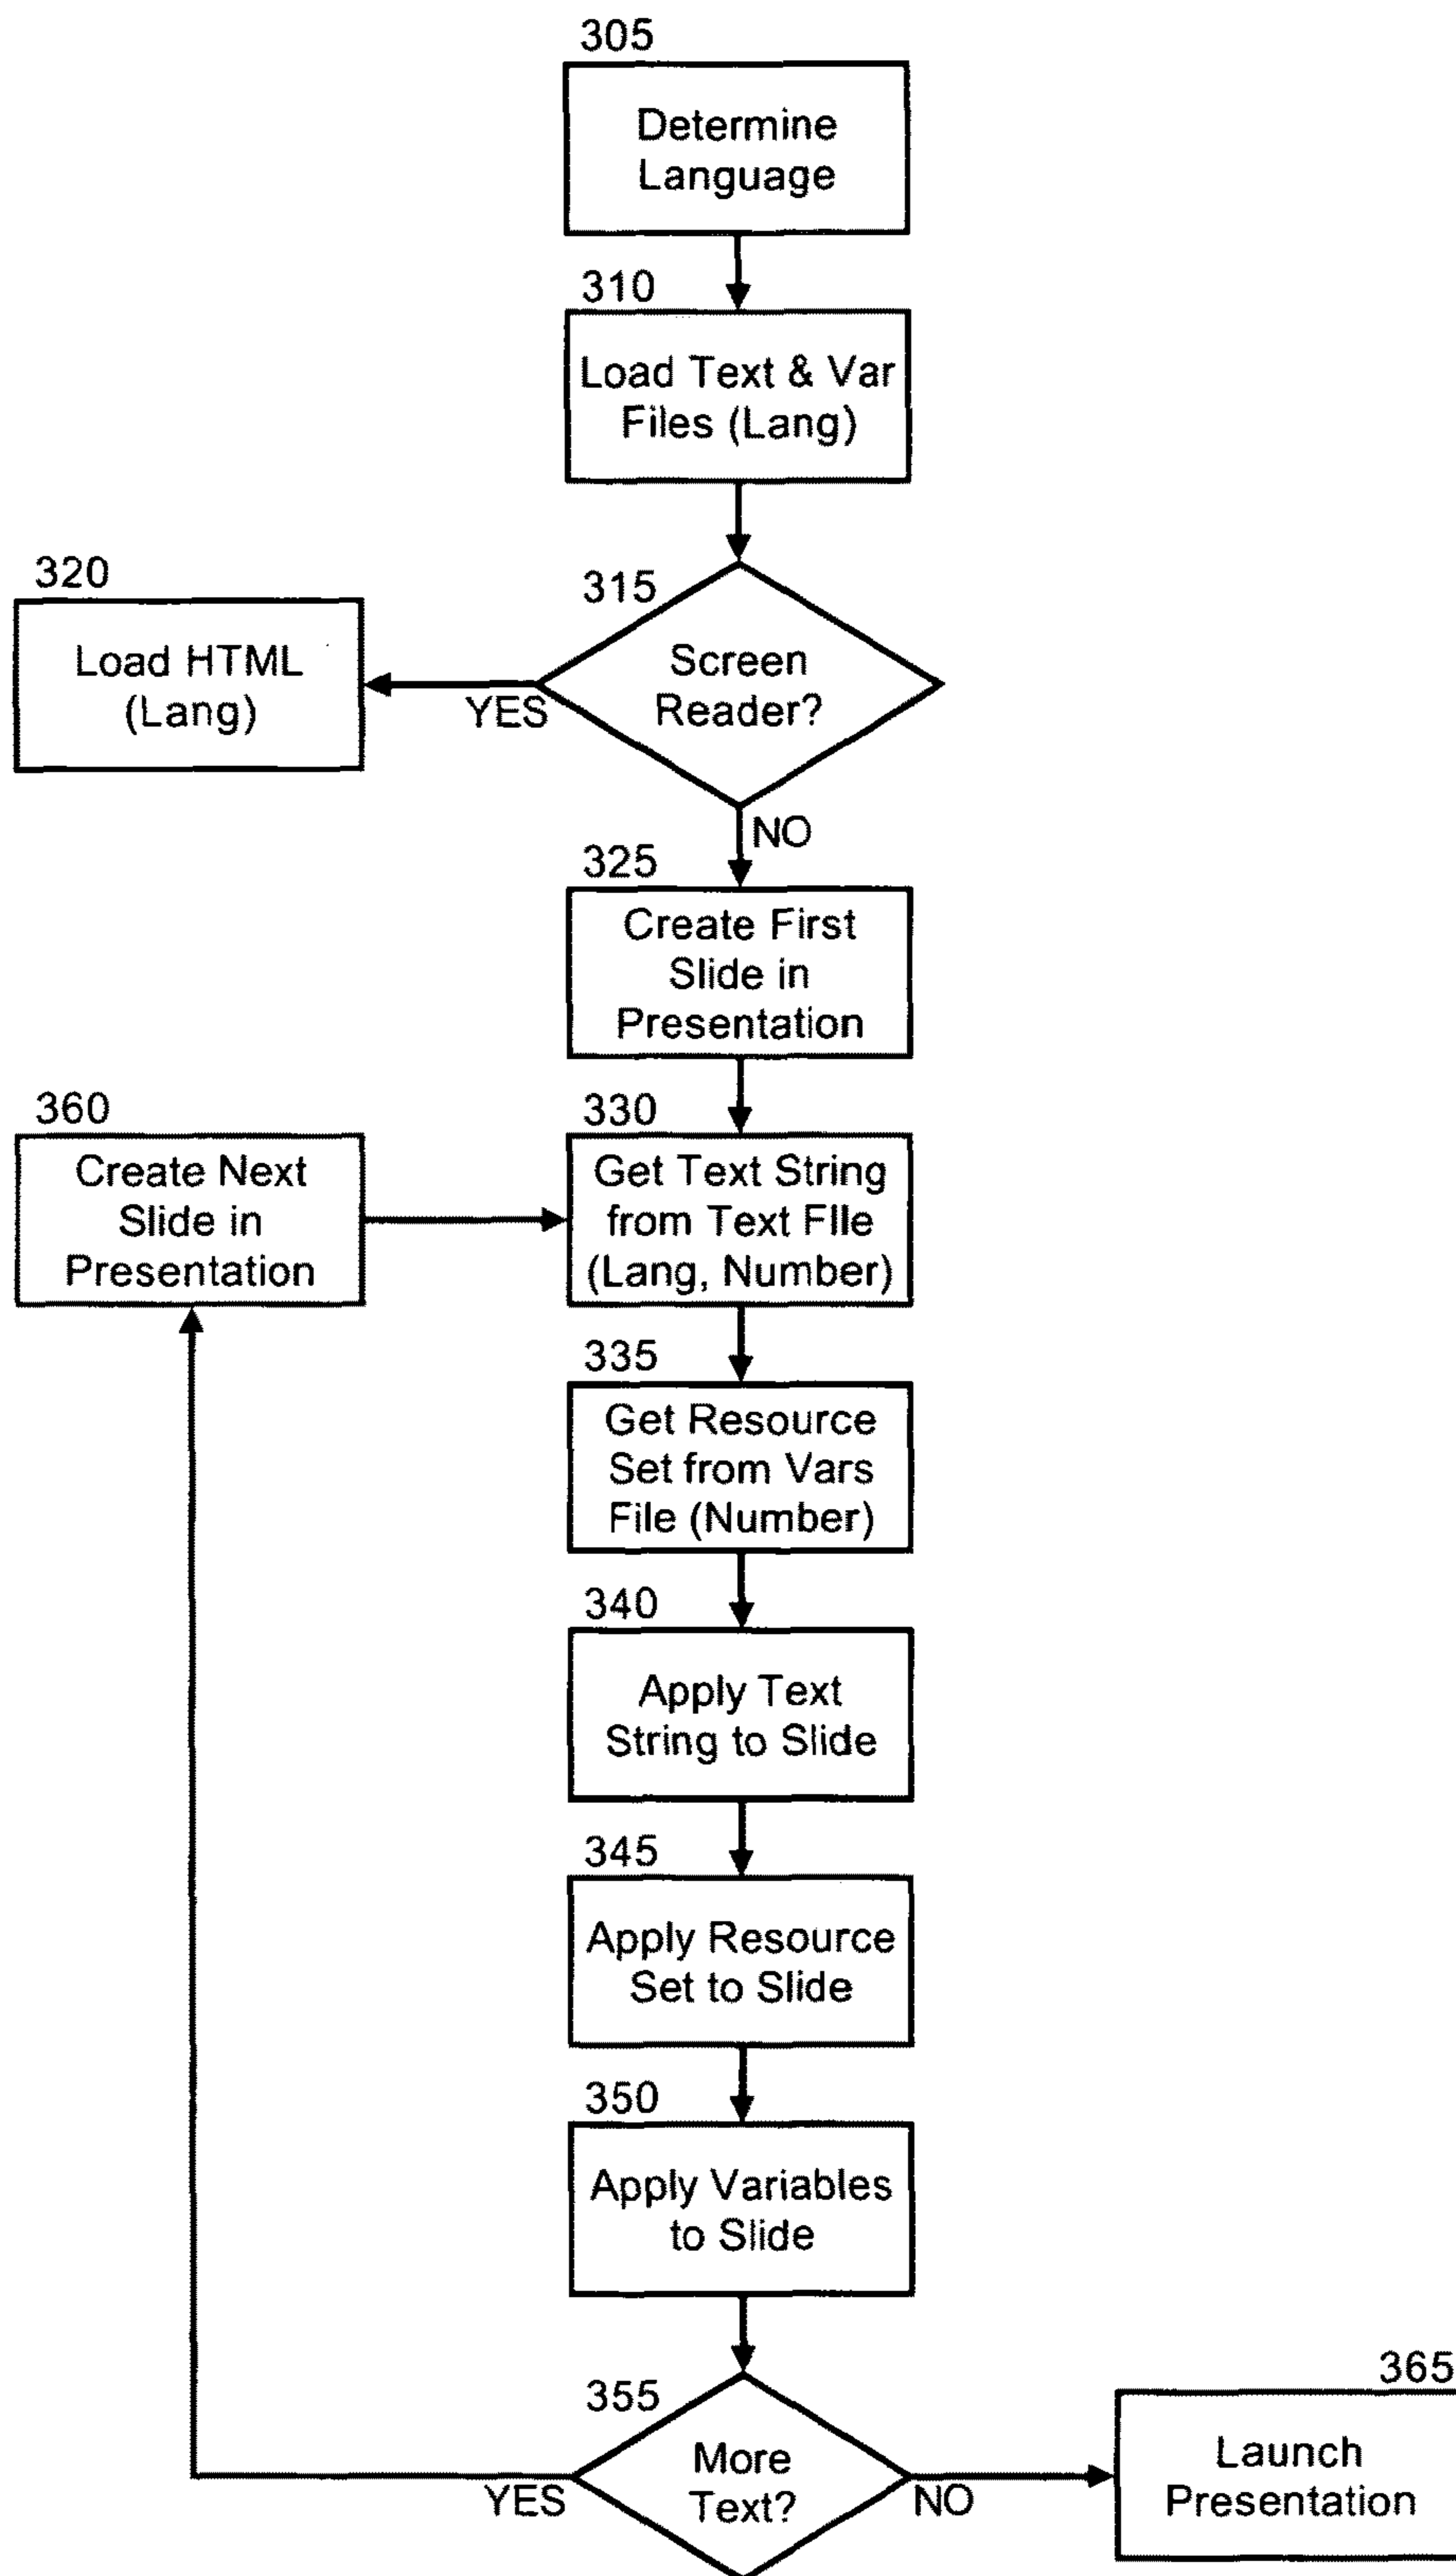 305
Determine
Language
310
Load Text & Var
Files (Lang)
320
Load HTML
(Lang)
315
Screen
Reader?
YES
NO
325
Create First
Slide in
Presentation
360
Create Next
Slide in
Presentation
330
Get Text String
from Text FIle
(Lang, Number)
335
Get Resource
Set from Vars
File (Number)
340
Apply Text
String to Slide
345
Apply Resource
Set to Slide
350
Apply Variables
to Slide
355
More
Text?
YES
NO
365
Launch
Presentation